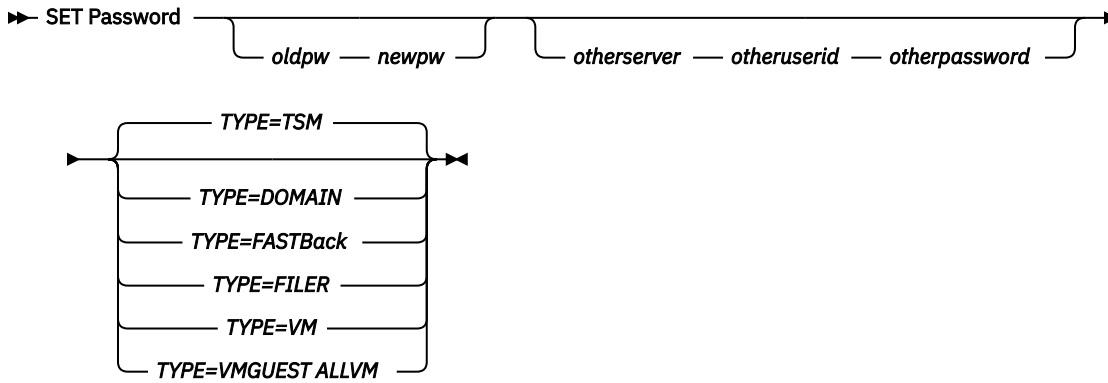 SET Password
oldpw newpw
otherserver otheruserid otherpassword
TYPE=TSM
TYPE=DOMAIN
TYPE=FASTBack
TYPE=FILER
TYPE=VM
TYPE=VMGUEST ALLVM